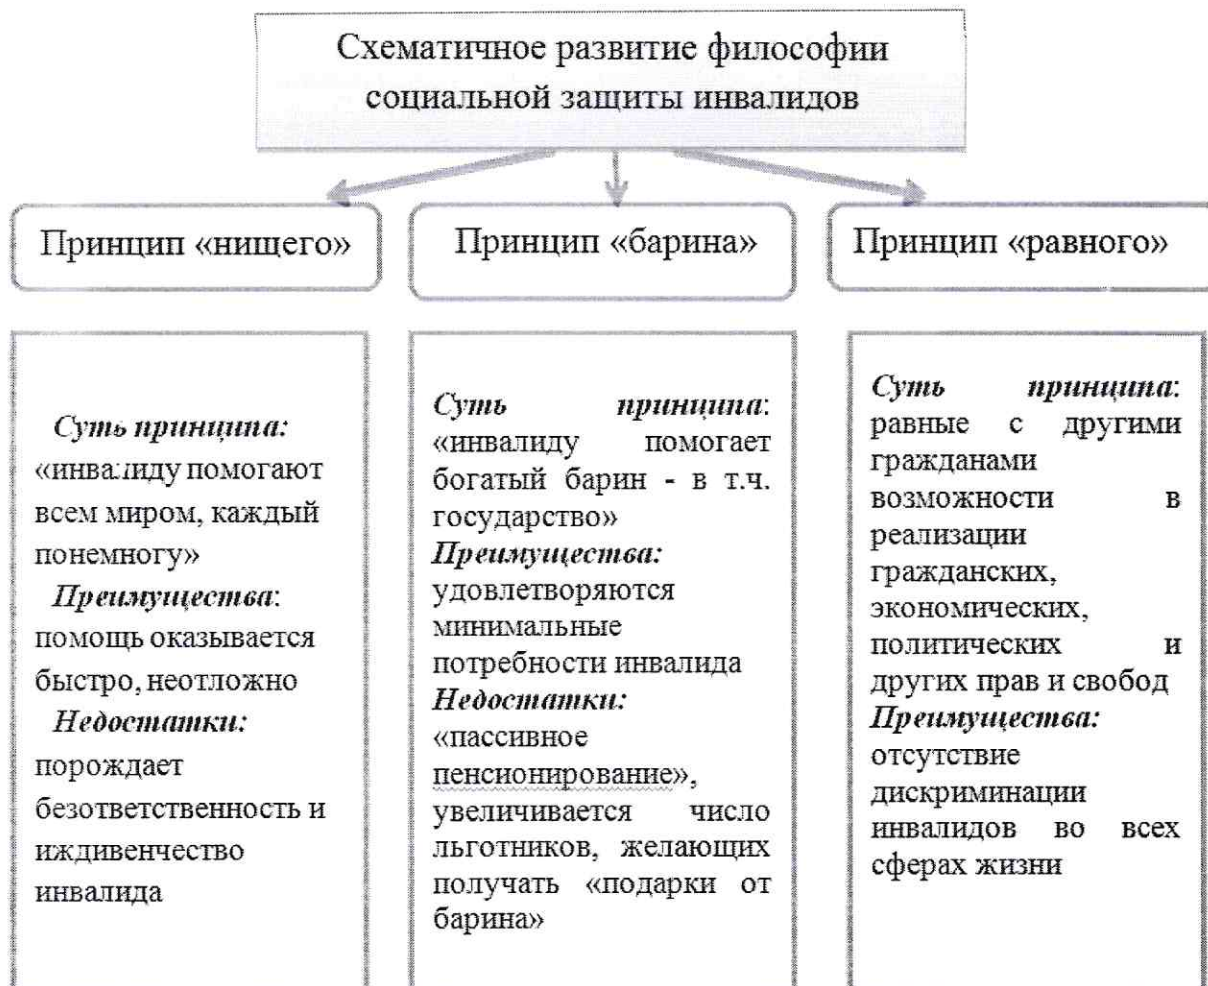 Схематичное развитие философии
социальной защиты инвалидов
Принцип «нищего»
Принцип «барина»
Принцип «равного»
Суть принципа:
«инвалиду помогают
всем миром, каждый
понемногу»
Преимущества:
помощь оказывается
быстро, неотложно
Недостатки:
порождает
безответственность и
иждивенчество
инвалида
Суть принципа:
«инвалиду помогает
богатый барин - в т.ч.
государство»
Преимущества:
удовлетворяются
минимальные
потребности инвалида
Недостатки:
«пассивное
пенсионирование»,
увеличивается число
льготников, желающих
получать «подарки от
барина»
Суть принципа:
равные с другими
гражданами
возможности в
реализации
гражданских,
экономических,
политических и
других прав и свобод
Преимущества:
отсутствие
дискриминации
инвалидов во всех
сферах жизни